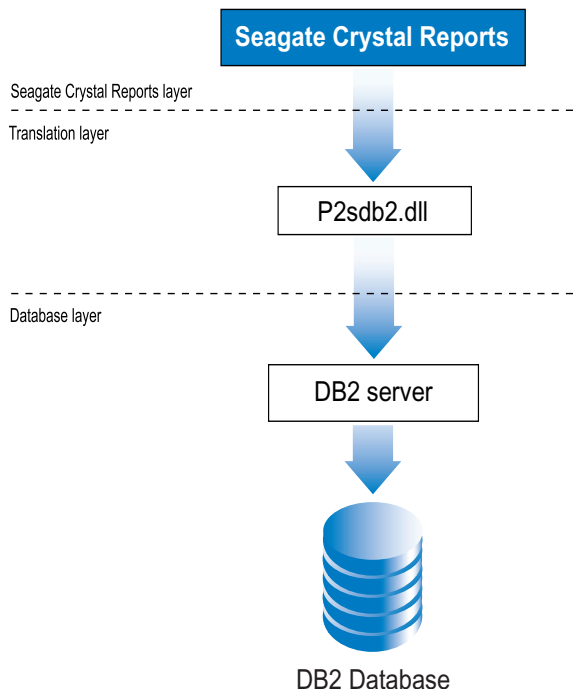 Seagate Crystal Reports
Seagate Crystal Reports layer
Translation layer
P2sdb2.dll
Database layer
DB2 server
DB2 Database